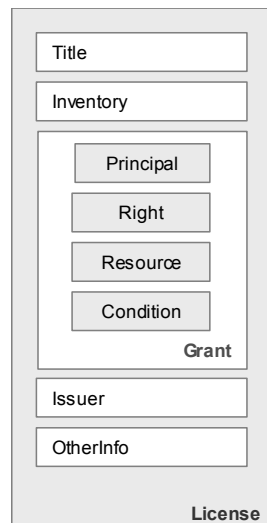 Title
Inventory
Principal
Right
Resource
Condition
Grant
Issuer
OtherInfo
License